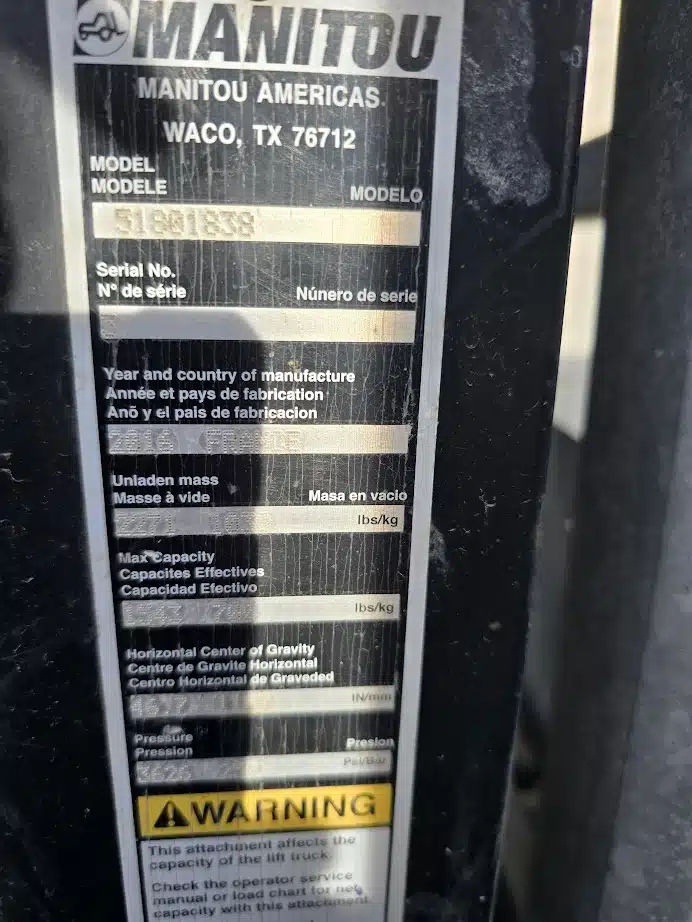 MANITOU
MANITOU AMERICAS
WACO, TX 76712
MODEL
MODELE MODELO
51801838
Serial No.
N° de série Núnero de serie
Year and country of manufacture
Année et pays de fabrication
Anõ y el pais de fabricacion
2014 FRANCE
Unladen mass
Masse à vide Masa en vacio
lbs/kg
Max Capacity
Capacites Effectives
Capacidad Efectivo
lbs/kg
Horizontal Center of Gravity
Centre de Gravite Horizontal
Centro Horizontal de Graveded
IN/mm
Pressure
Pression Presion
3626 Psi/Bar
WARNING
This attachment affects the
capacity of the lift truck.
Check the operator service
manual or load chart for net
capacity with this attachment